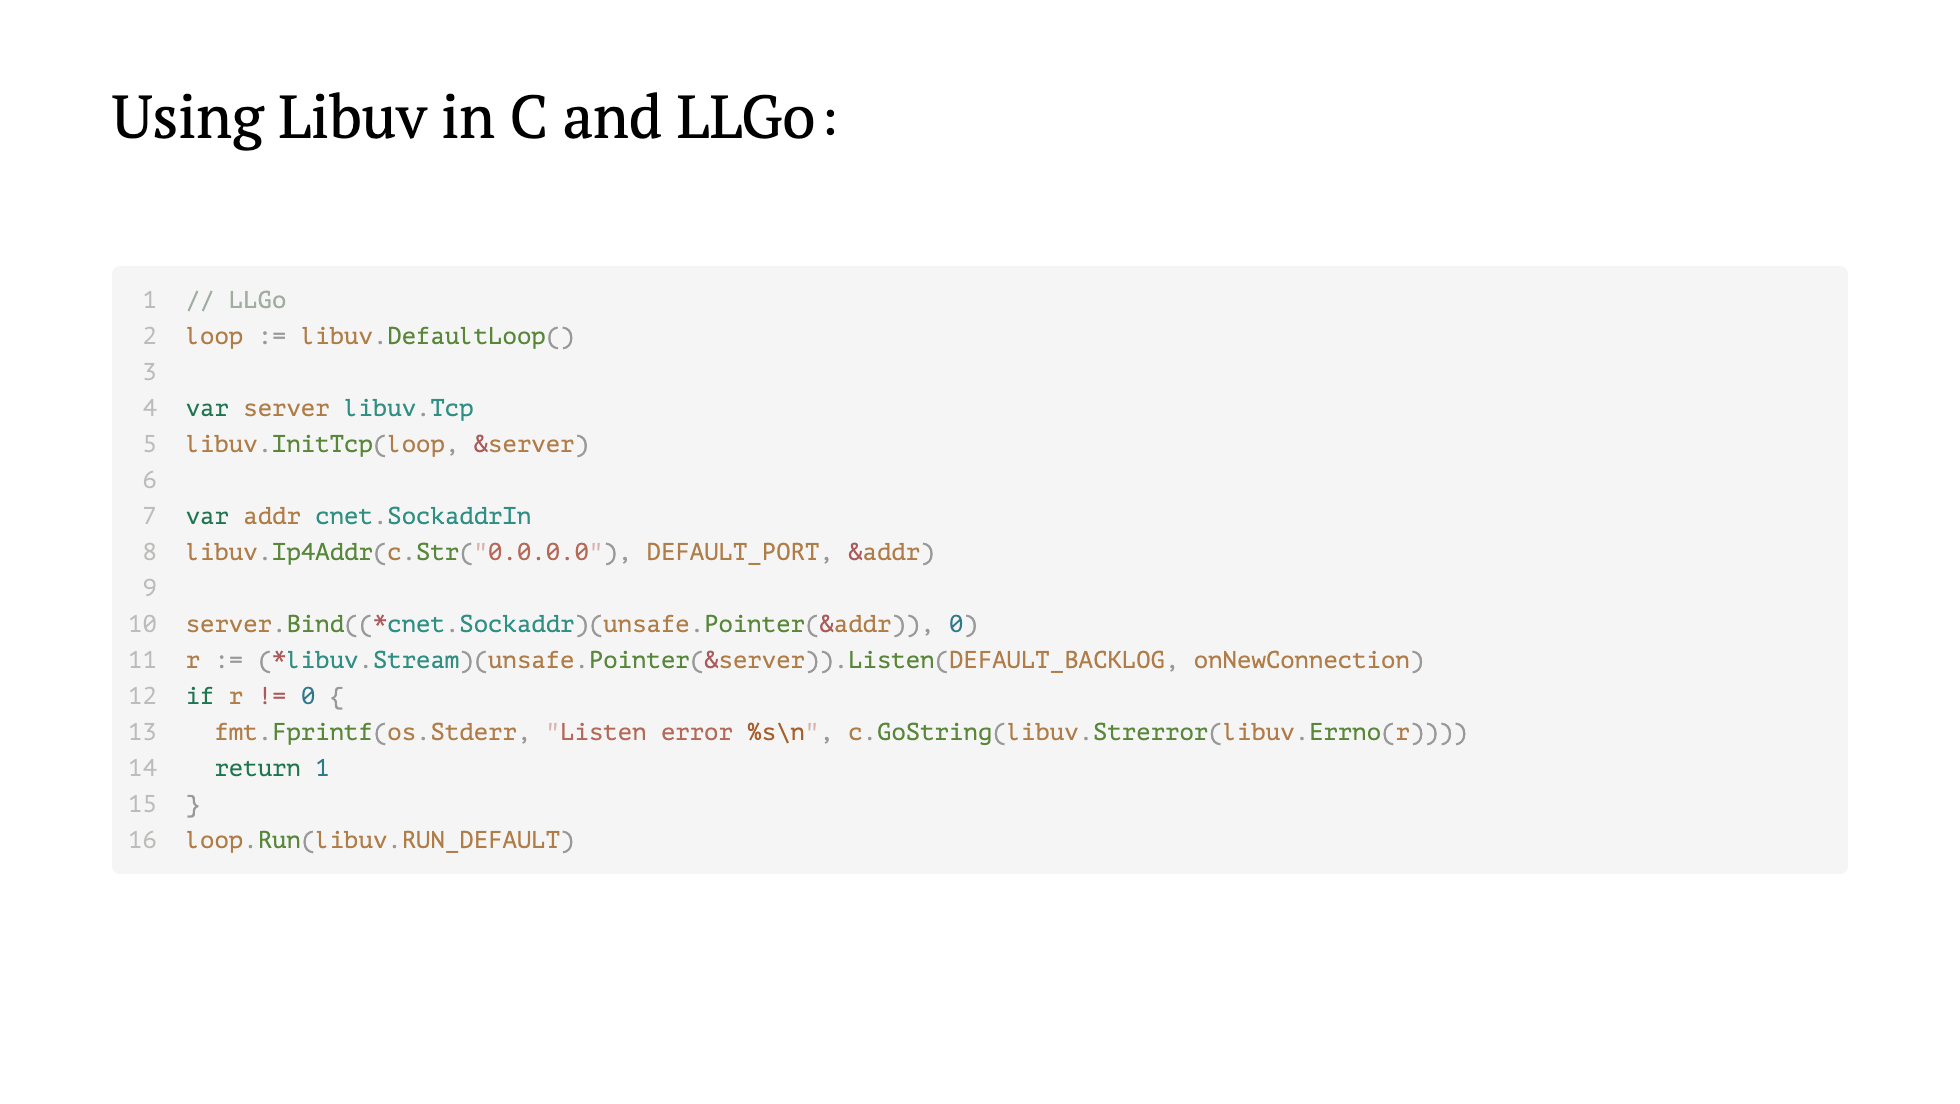 Using Libuv in C and LLGo:
1 // LLGo
2 loop := libuv.DefaultLoop()
3
4 var server libuv.Tcp
5 libuv.InitTcp(loop, &server)
6
7 var addr cnet.SockaddrIn
8 libuv.Ip4Addr(c.Str("0.0.0.0"), DEFAULT_PORT, &addr)
9
10 server.Bind((*cnet.Sockaddr)(unsafe.Pointer(&addr)), 0)
11 r := (*libuv.Stream)(unsafe.Pointer(&server)).Listen(DEFAULT_BACKLOG, onNewConnection)
12 if r != 0 {
13   fmt.Fprintf(os.Stderr, "Listen error %s\n", c.GoString(libuv.Strerror(libuv.Errno(r))))
14   return 1
15 }
16 loop.Run(libuv.RUN_DEFAULT)